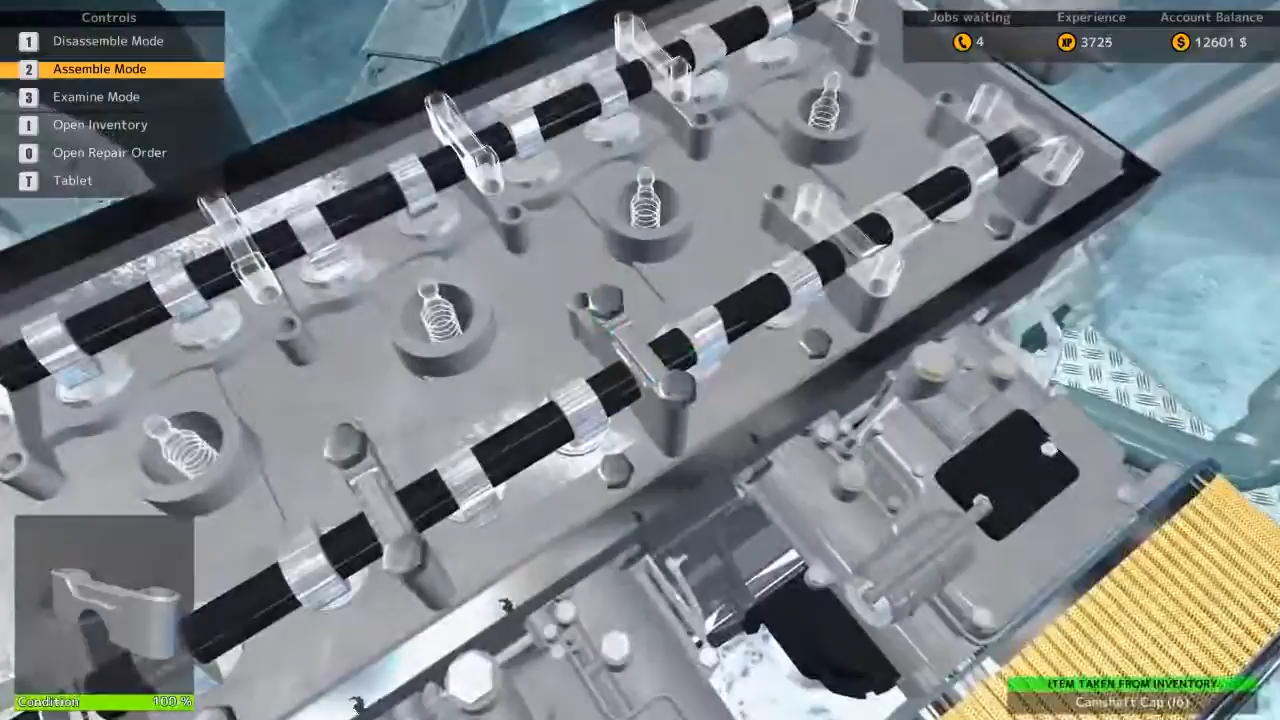 Controls
1 Disassemble Mode
2 Assemble Mode
3 Examine Mode
I Open Inventory
O Open Repair Order
T Tablet
Jobs waiting Experience Account Balance
4 XP 3725 $ 12601 $
Condition 100 %
ITEM TAKEN FROM INVENTORY
Camshaft Cap (I6)